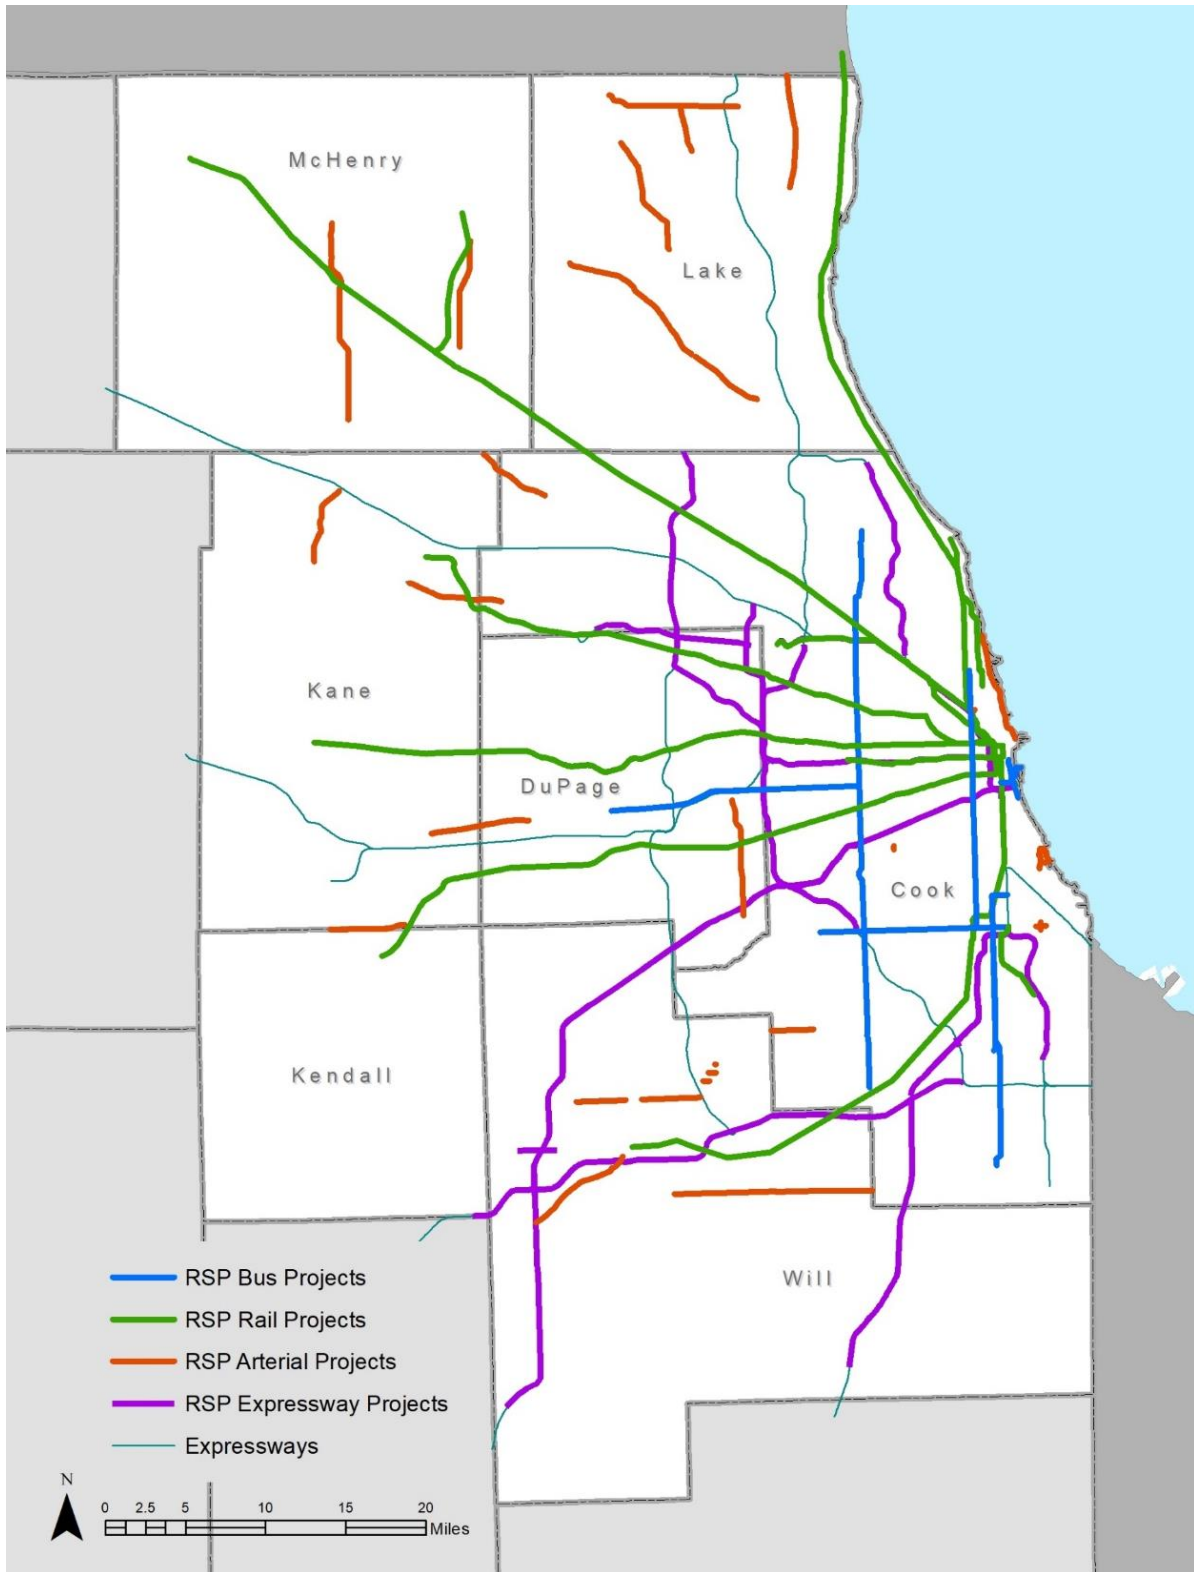 McHenry
Lake
Kane
DuPage
Cook
Kendall
Will
RSP Bus Projects
RSP Rail Projects
RSP Arterial Projects
RSP Expressway Projects
Expressways
N
0 2.5 5 10 15 20
Miles